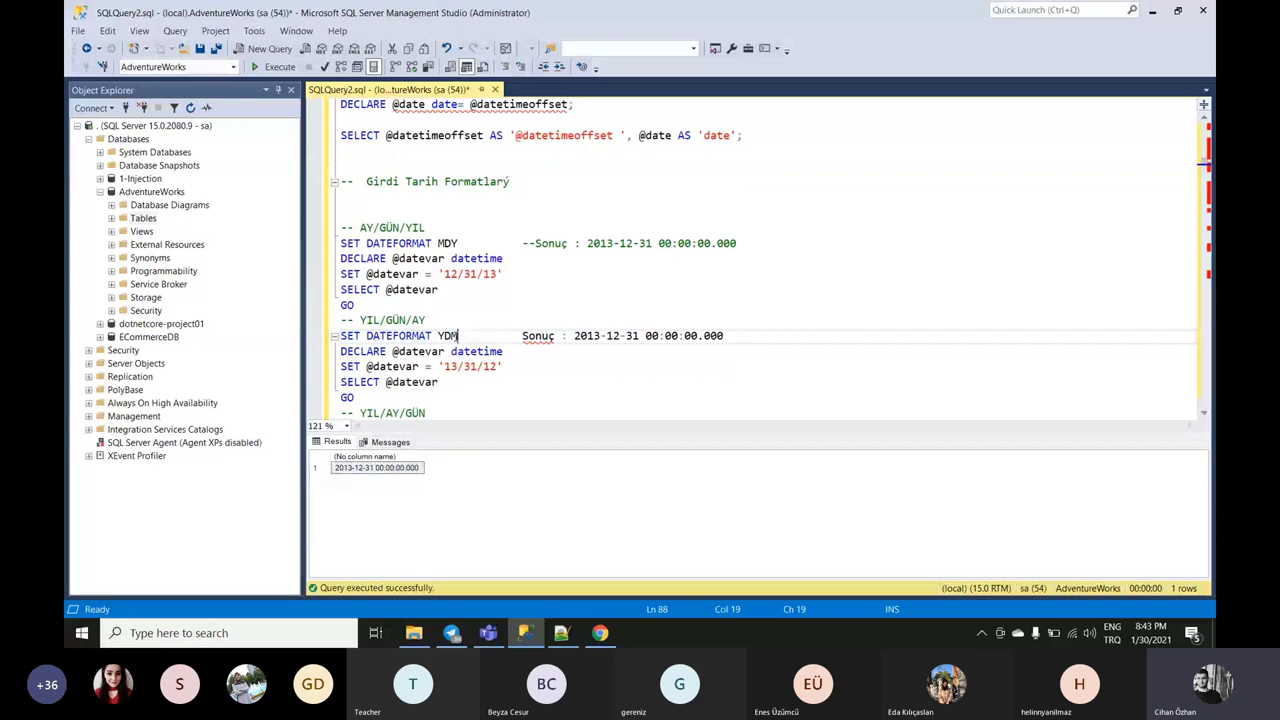 SQLQuery2.sql - (local).AdventureWorks (sa (54))* - Microsoft SQL Server Management Studio (Administrator)
Quick Launch (Ctrl+Q)
File Edit View Query Project Tools Window Help
New Query
AdventureWorks Execute
Object Explorer
SQLQuery2.sql - (lo...tureWorks (sa (54))*
Connect
. (SQL Server 15.0.2080.9 - sa)
Databases
System Databases
Database Snapshots
1-Injection
AdventureWorks
Database Diagrams
Tables
Views
External Resources
Synonyms
Programmability
Service Broker
Storage
Security
dotnetcore-project01
ECommerceDB
Security
Server Objects
Replication
PolyBase
Always On High Availability
Management
Integration Services Catalogs
SQL Server Agent (Agent XPs disabled)
XEvent Profiler
DECLARE @date date= @datetimeoffset;
SELECT @datetimeoffset AS '@datetimeoffset ', @date AS 'date';
-- Girdi Tarih Formatlarý
-- AY/GÜN/YIL
SET DATEFORMAT MDY --Sonuç : 2013-12-31 00:00:00.000
DECLARE @datevar datetime
SET @datevar = '12/31/13'
SELECT @datevar
GO
-- YIL/GÜN/AY
SET DATEFORMAT YDM Sonuç : 2013-12-31 00:00:00.000
DECLARE @datevar datetime
SET @datevar = '13/31/12'
SELECT @datevar
GO
-- YIL/AY/GÜN
121 %
Results Messages
(No column name)
1 2013-12-31 00:00:00.000
Query executed successfully. (local) (15.0 RTM) sa (54) AdventureWorks 00:00:00 1 rows
Ready Ln 88 Col 19 Ch 19 INS
Type here to search
ENG
TRQ
8:43 PM
1/30/2021
5
+36 S GD T BC G EÜ H
Teacher Beyza Cesur gereniz Enes Üzümcü Eda Kılıçaslan helinnyanilmaz Cihan Özhan